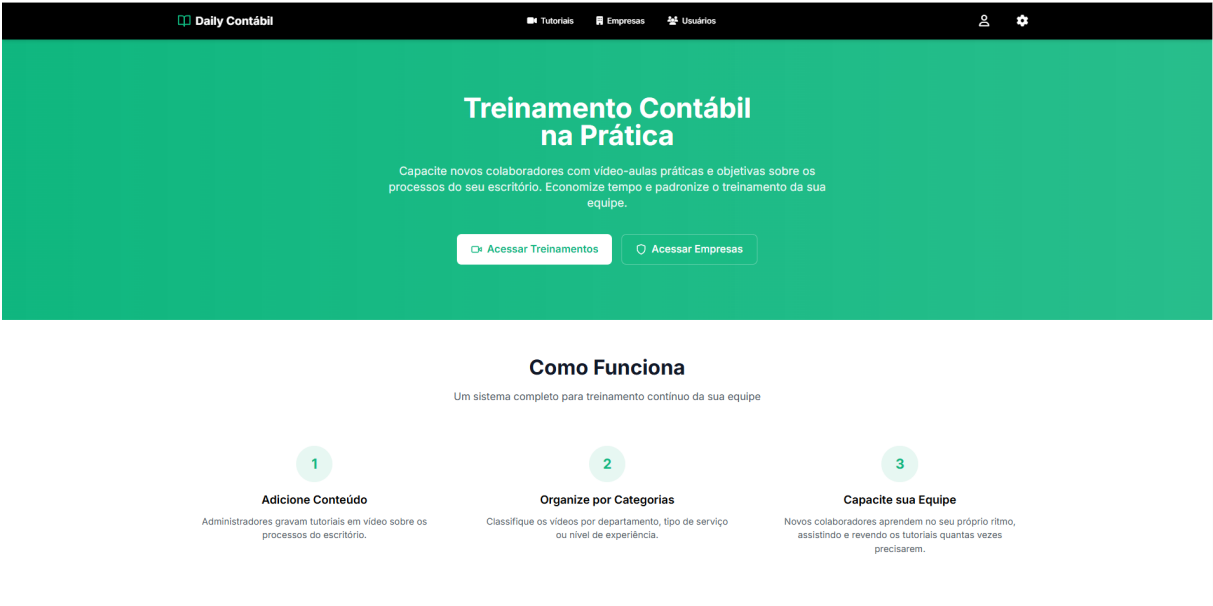 Daily Contábil
Tutoriais
Empresas
Usuários
Treinamento Contábil
na Prática
Capacite novos colaboradores com vídeo-aulas práticas e objetivas sobre os
processos do seu escritório. Economize tempo e padronize o treinamento da sua
equipe.
Acessar Treinamentos
Acessar Empresas
Como Funciona
Um sistema completo para treinamento contínuo da sua equipe
1
2
3
Adicione Conteúdo
Administradores gravam tutoriais em vídeo sobre os
processos do escritório.
Organize por Categorias
Classifique os vídeos por departamento, tipo de serviço
ou nível de experiência.
Capacite sua Equipe
Novos colaboradores aprendem no seu próprio ritmo,
assistindo e revendo os tutoriais quantas vezes
precisarem.